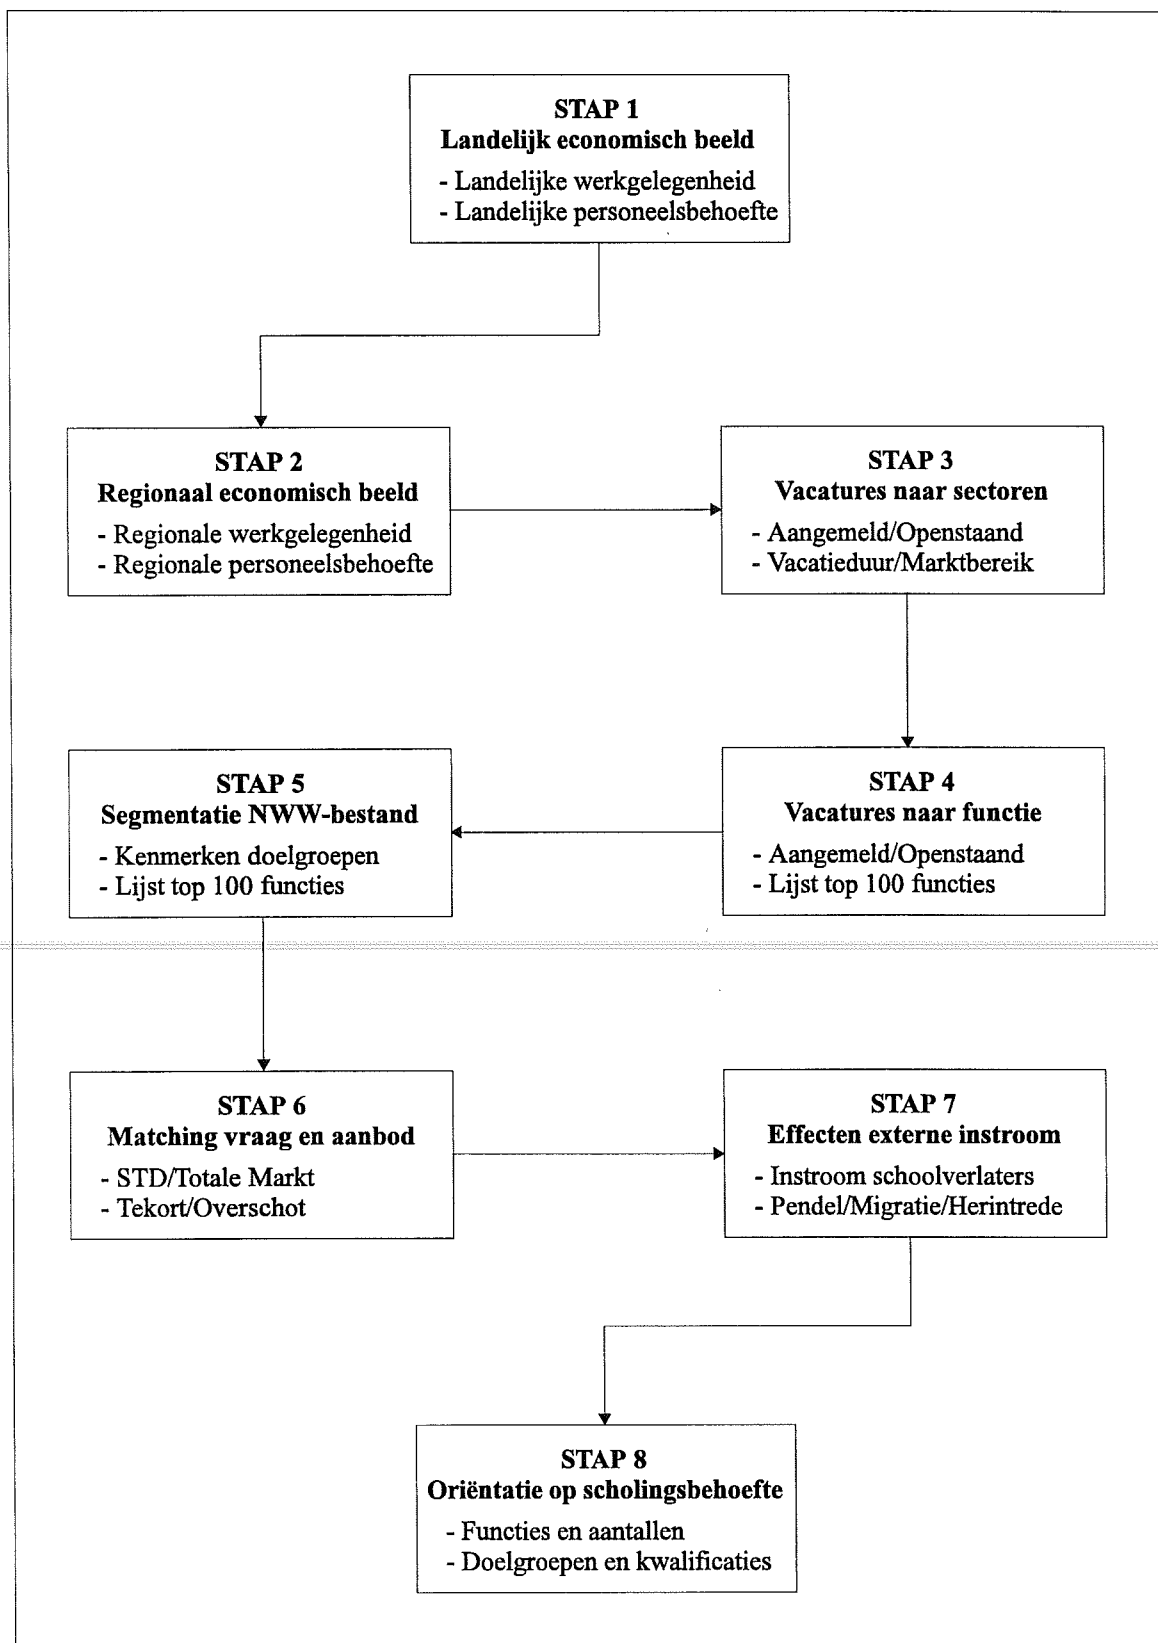 STAP 1
Landelijk economisch beeld
- Landelijke werkgelegenheid
- Landelijke personeelsbehoefte
STAP 2
Regionaal economisch beeld
- Regionale werkgelegenheid
- Regionale personeelsbehoefte
STAP 3
Vacatures naar sectoren
- Aangemeld/Openstaand
- Vacatieduur/Marktbereik
STAP 4
Vacatures naar functie
- Aangemeld/Openstaand
- Lijst top 100 functies
STAP 5
Segmentatie NWW-bestand
- Kenmerken doelgroepen
- Lijst top 100 functies
STAP 6
Matching vraag en aanbod
- STD/Totale Markt
- Tekort/Overschot
STAP 7
Effecten externe instroom
- Instroom schoolverlaters
- Pendel/Migratie/Herintrede
STAP 8
Oriëntatie op scholingsbehoefte
- Functies en aantallen
- Doelgroepen en kwalificaties